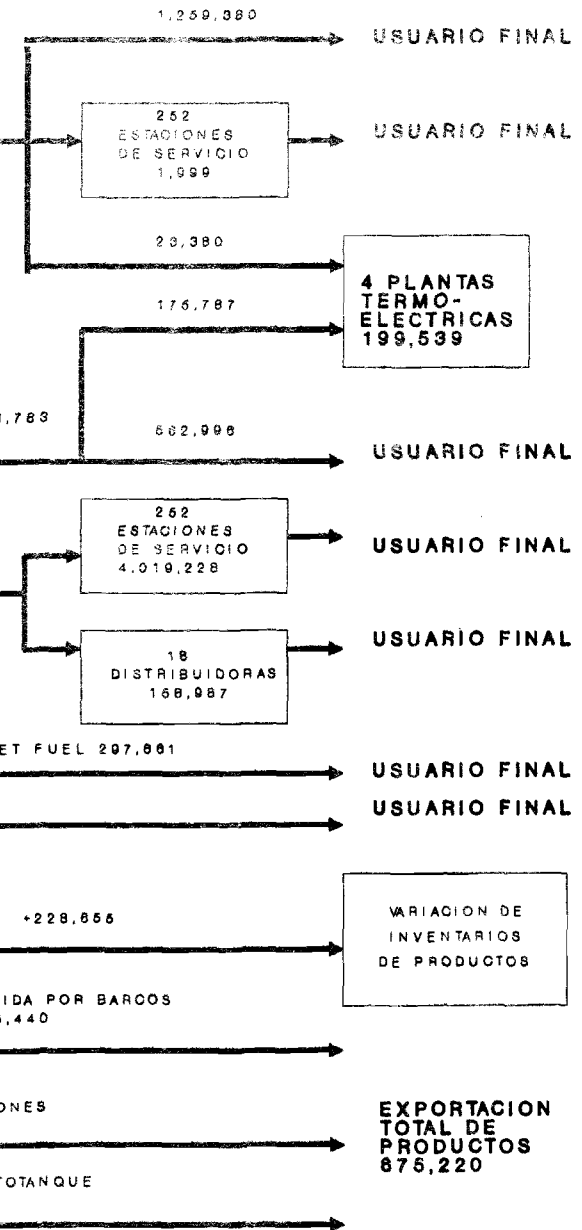 1,259,380
USUARIO FINAL
252
ESTACIONES
DE SERVICIO
1,999
USUARIO FINAL
23,380
4 PLANTAS
TERMO-
ELECTRICAS
199,539
175,787
,783
562,996
USUARIO FINAL
252
ESTACIONES
DE SERVICIO
4,019,228
USUARIO FINAL
18
DISTRIBUIDORAS
158,987
USUARIO FINAL
ET FUEL 297,661
USUARIO FINAL
USUARIO FINAL
+228,655
VARIACION DE
INVENTARIOS
DE PRODUCTOS
IDA POR BARCOS
,440
ONES
EXPORTACION
TOTAL DE
PRODUCTOS
675,220
TOTANQUE